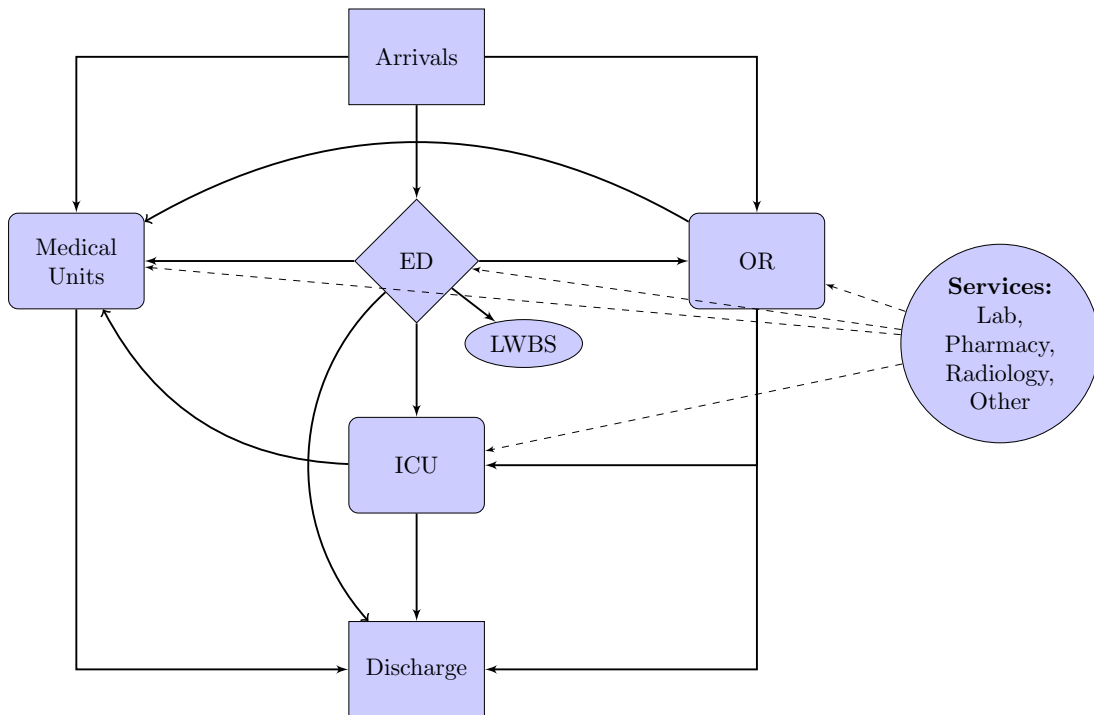 Arrivals
Medical
Units
ED
OR
Services:
Lab,
Pharmacy,
Radiology,
Other
LWBS
ICU
Discharge